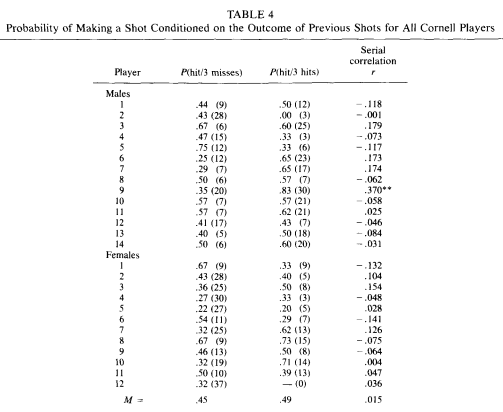 TABLE 4
Probability of Making a Shot Conditioned on the Outcome of Previous Shots for All Cornell Players
Serial
correlation
Player P(hit/3 misses) P(hit/3 hits) r
Males
1 .44 (9) .50 (12) −.118
2 .43 (28) .00 (3) −.001
3 .67 (6) .60 (25) .179
4 .47 (15) .33 (3) −.073
5 .75 (12) .33 (6) −.117
6 .25 (12) .65 (23) .173
7 .29 (7) .65 (17) .174
8 .50 (6) .57 (7) −.062
9 .35 (20) .83 (30) .370**
10 .57 (7) .57 (21) −.058
11 .57 (7) .62 (21) .025
12 .41 (17) .43 (7) −.046
13 .40 (5) .50 (18) −.084
14 .50 (6) .60 (20) −.031
Females
1 .67 (9) .33 (9) −.132
2 .43 (28) .40 (5) .104
3 .36 (25) .50 (8) .154
4 .27 (30) .33 (3) −.048
5 .22 (27) .20 (5) .028
6 .54 (11) .29 (7) −.141
7 .32 (25) .62 (13) .126
8 .67 (9) .73 (15) −.075
9 .46 (13) .50 (8) −.064
10 .32 (19) .71 (14) .004
11 .50 (10) .39 (13) .047
12 .32 (37) — (0) .036
M = .45 .49 .015